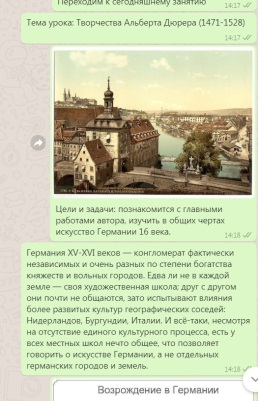 Переходим к сегодняшнему занятию
14:17
Тема урока: Творчества Альберта Дюрера (1471-1528)
14:17
Цели и задачи: познакомится с главными
работами автора, изучить в общих чертах
искусство Германии 16 века.
14:18
Германия XV-XVI веков — конгломерат фактически
независимых и очень разных по степени богатства
княжеств и вольных городов. Едва ли не в каждой
земле — своя художественная школа; друг с другом
они почти не общаются, зато испытывают влияния
более развитых культур географических соседей:
Нидерландов, Бургундии, Италии. И всё-таки, несмотря
на отсутствие единого культурного процесса, есть у
всех местных школ нечто общее, что позволяет
говорить о искусстве Германии, а не отдельных
германских городов и земель.
14:18
Возрождение в Германии